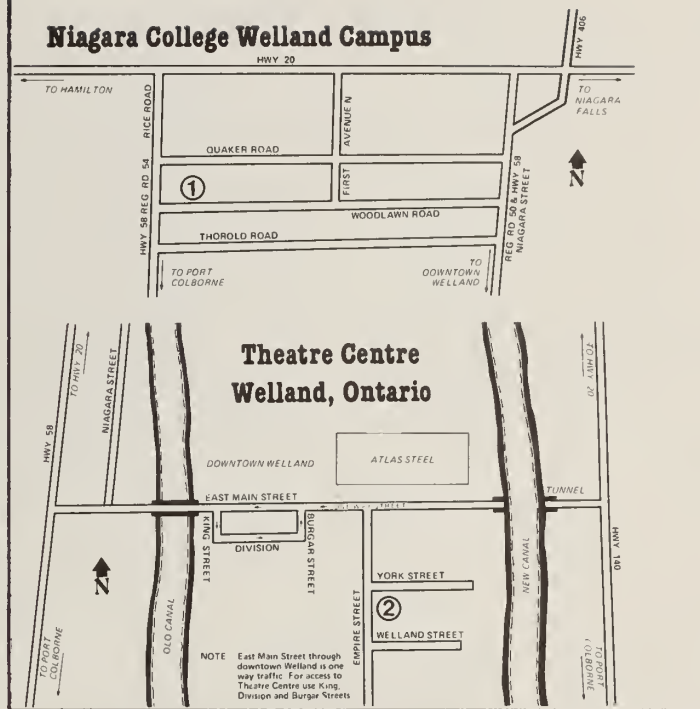 Niagara College Welland Campus
HWY 20
HWY 406
TO HAMILTON
TO
NIAGARA
FALLS
RICE ROAD
AVENUE N
QUAKER ROAD
N
HWY 58 REG RD 54
1
FIRST
REG RD 50 & HWY 58
NIAGARA STREET
WOODLAWN ROAD
THOROLD ROAD
TO PORT
COLBORNE
TO
DOWNTOWN
WELLAND
Theatre Centre
Welland, Ontario
TO HWY 20
NIAGARA STREET
HWY 58
TO HWY 20
DOWNTOWN WELLAND
ATLAS STEEL
TUNNEL
EAST MAIN STREET
KING STREET
BURGAR STREET
DIVISION
HWY 140
N
OLD CANAL
NEW CANAL
YORK STREET
2
EMPIRE STREET
WELLAND STREET
TO PORT
COLBORNE
TO PORT
COLBORNE
NOTE East Main Street through
downtown Welland is one
way traffic For access to
Theatre Centre use King,
Division and Burgar Streets